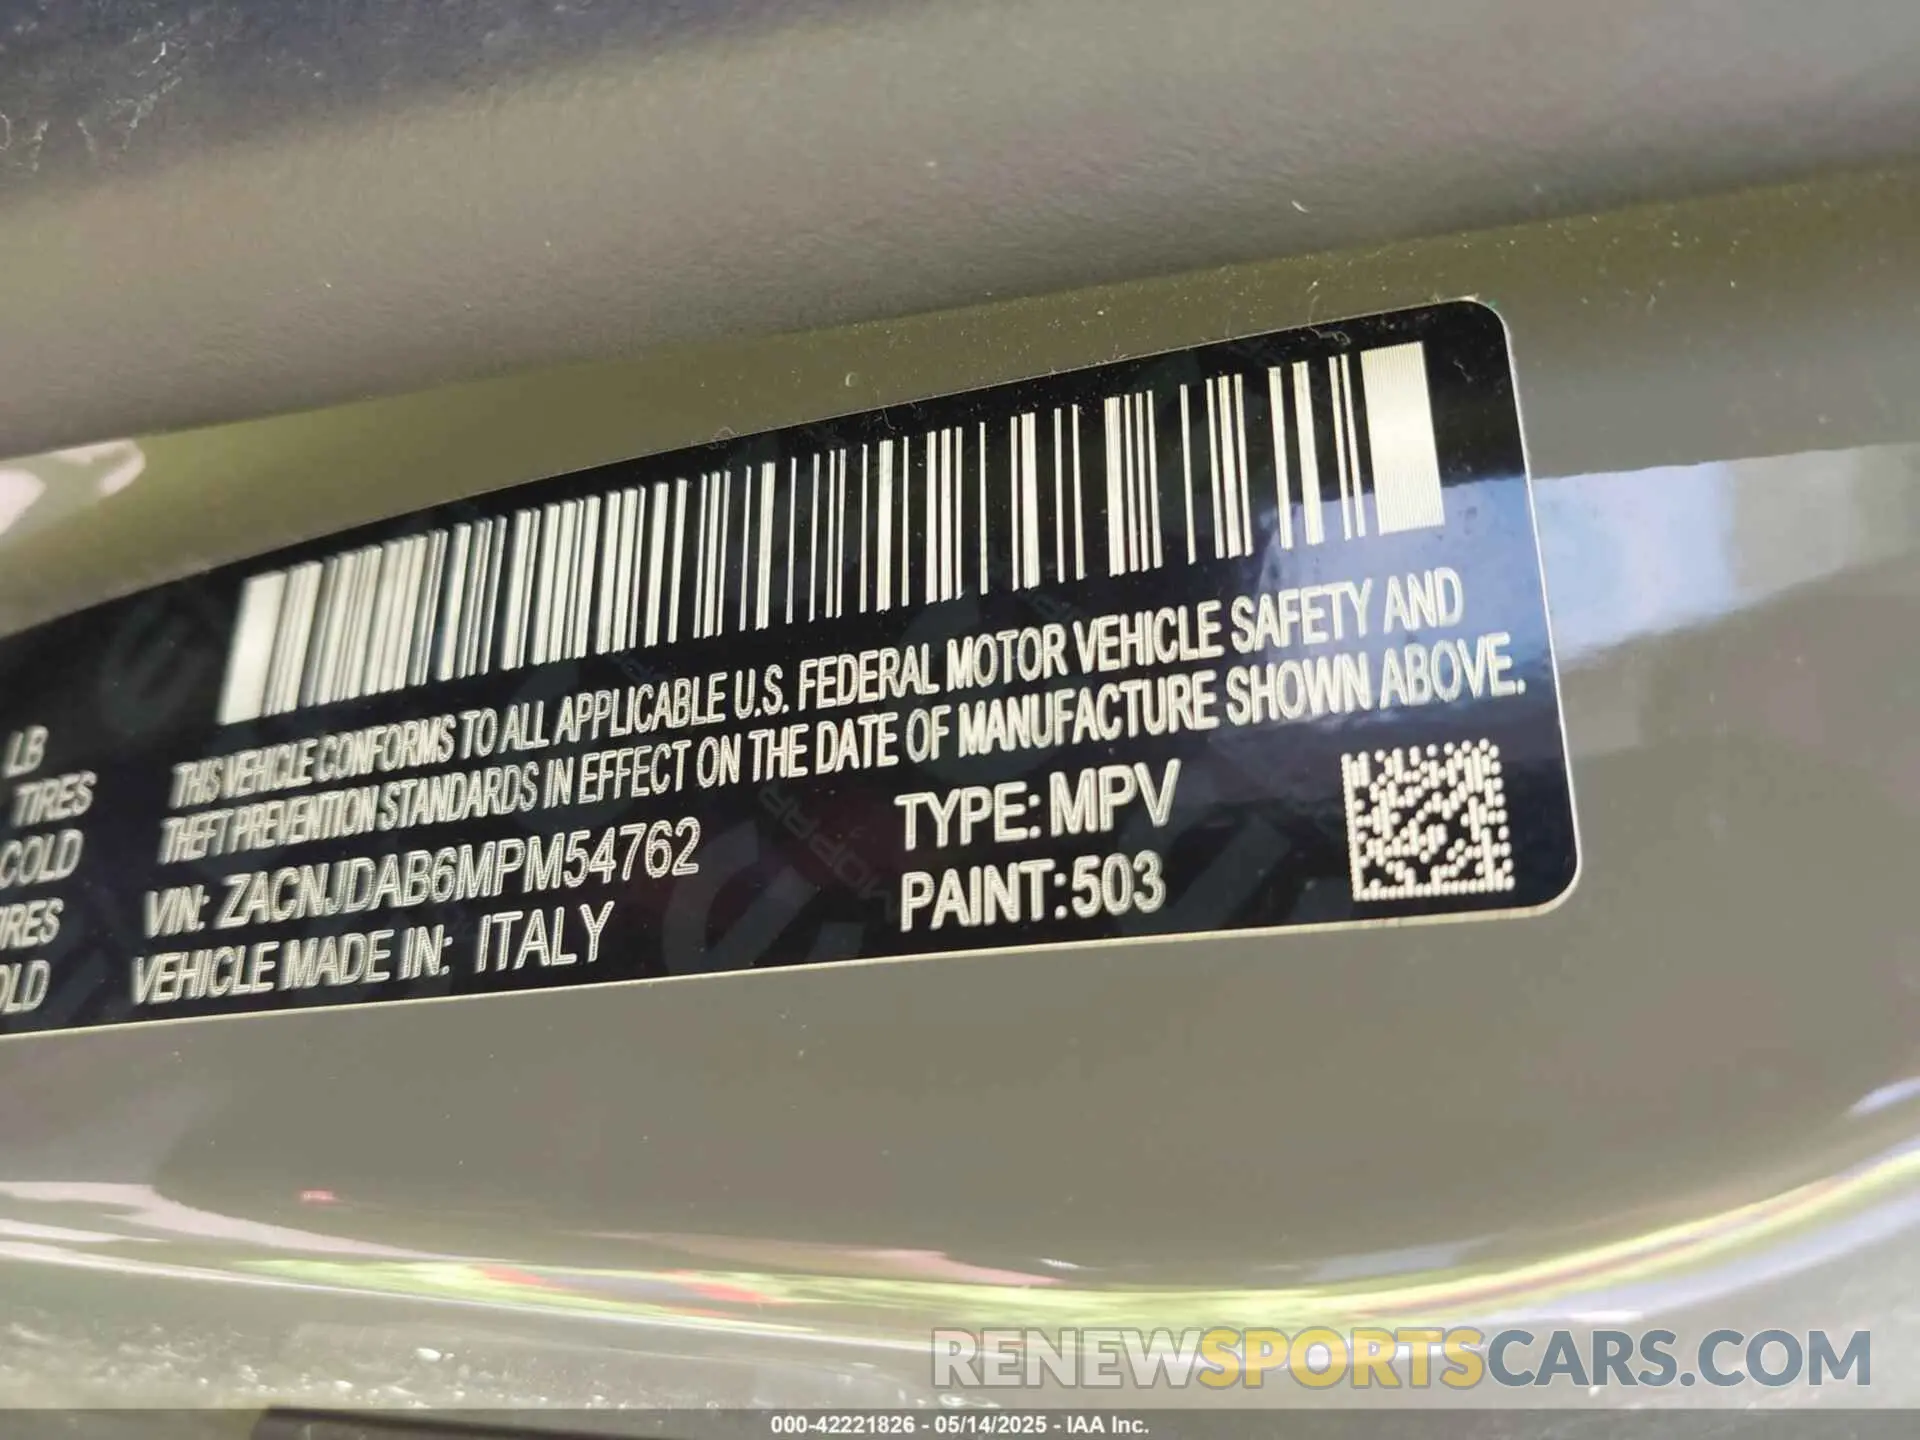 LB
TIRES
COLD
OLD
THIS VEHICLE CONFORMS TO ALL APPLICABLE U.S. FEDERAL MOTOR VEHICLE SAFETY AND
THEFT PREVENTION STANDARDS IN EFFECT ON THE DATE OF MANUFACTURE SHOWN ABOVE.
VIN: ZACNJDAB6MPM54762
TYPE: MPV
VEHICLE MADE IN: ITALY
PAINT: 503
MOPAR
RENEWSPORTSCARS.COM
000-42221826 - 05/14/2025 - IAA Inc.